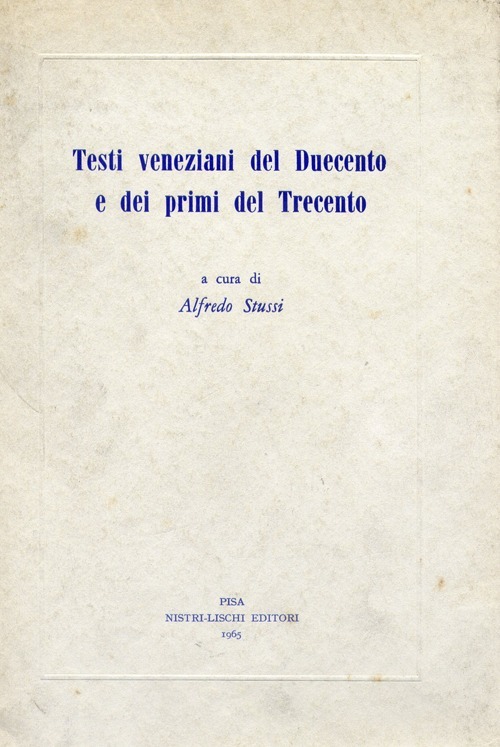 Testi veneziani del Duecento
e dei primi del Trecento
a cura di
Alfredo Stussi
PISA
NISTRI-LISCHI EDITORI
1965